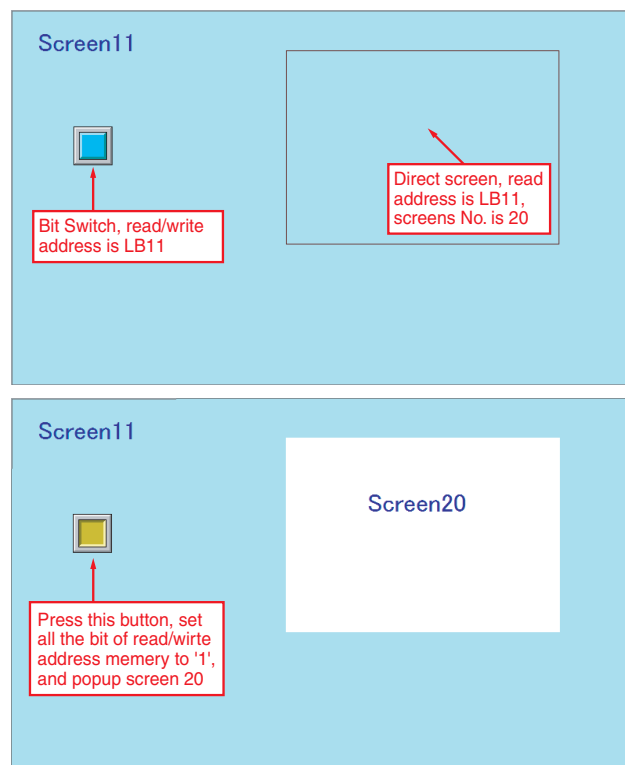 Screen11
Direct screen, read
address is LB11,
screens No. is 20
Bit Switch, read/write
address is LB11
Screen11
Screen20
Press this button, set
all the bit of read/wirte
address memery to '1',
and popup screen 20